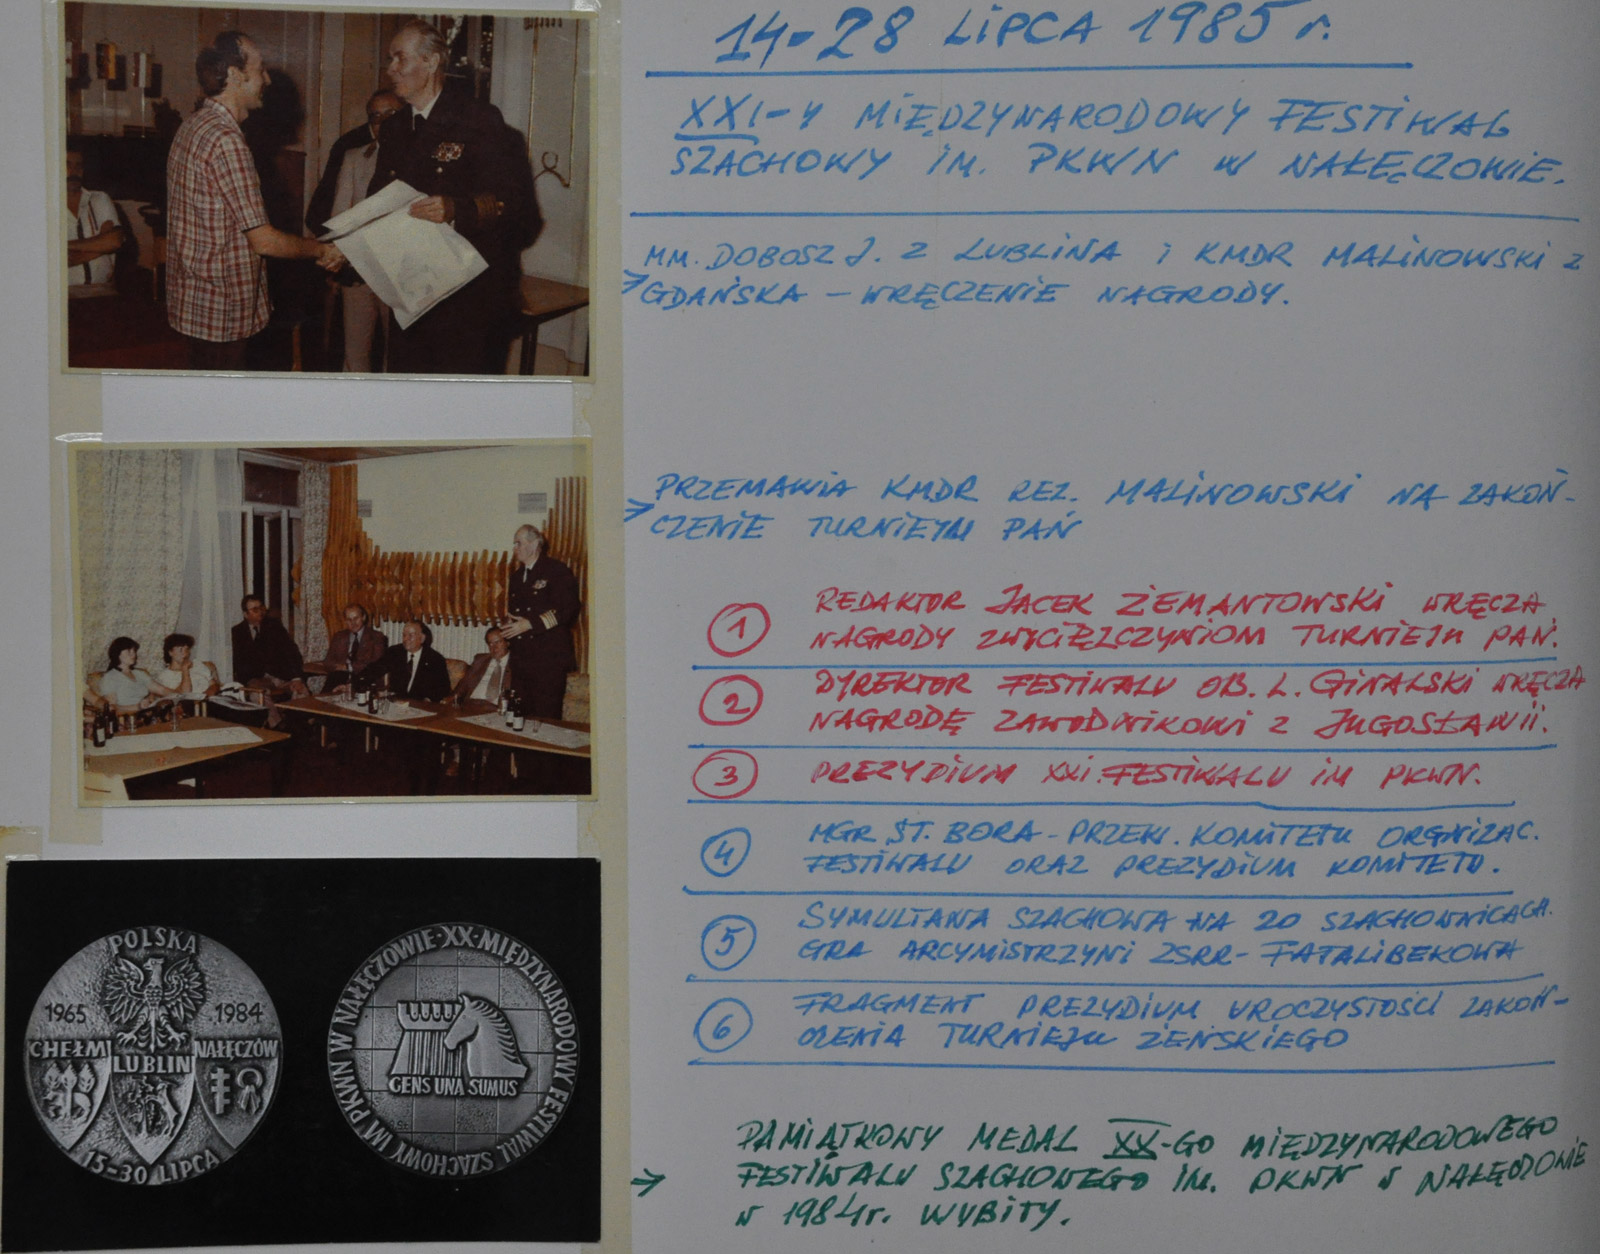 14-28 LIPCA 1985 r.
XXI-Y MIĘDZYNARODOWY FESTIWAL
SZACHOWY IM. PKWN W NAŁĘCZOWIE.
MM. DOBOSZ J. Z LUBLINA i KMDR MALINOWSKI Z
GDAŃSKA - WRĘCZENIE NAGRODY.
PRZEMAWIA KMDR REZ. MALINOWSKI NA ZAKOŃ-
CZENIE TURNIEJU PAŃ
1 REDAKTOR JACEK ZIEMANTOWSKI WRĘCZA
NAGRODY ZWYCIĘZCZYNIOM TURNIEJU PAŃ.
2 DYREKTOR FESTIWALU OB. L. GINALSKI WRĘCZA
NAGRODĘ ZAWODNIKOWI Z JUGOSŁAWII.
3 PREZYDIUM XXI. FESTIWALU IM PKWN.
4 MGR ST. BORA - PRZEW. KOMITETU ORGNIZAC.
FESTIWALU ORAZ PREZYDIUM KOMITETU.
5 SYMULTANA SZACHOWA NA 20 SZACHOWNICACH.
GRA ARCYMISTRZYNI ZSRR - FATALIBEKOWA
6 FRAGMENT PREZYDIUM UROCZYSTOŚCI ZAKOŃ-
CZENIA TURNIEJU ŻEŃSKIEGO
PAMIĄTKOWY MEDAL XX-GO MIĘDZYNARODOWEGO
FESTIWALU SZACHOWEGO IM. PKWN W NAŁĘCZOWIE
W 1984r. WYBITY.
POLSKA
1965 1984
CHEŁM LUBLIN NAŁĘCZÓW
15-30 LIPCA
XX·MIĘDZYNARODOWY FESTIWAL SZACHOWY IM PKWN W NAŁĘCZOWIE·
GENS UNA SUMUS